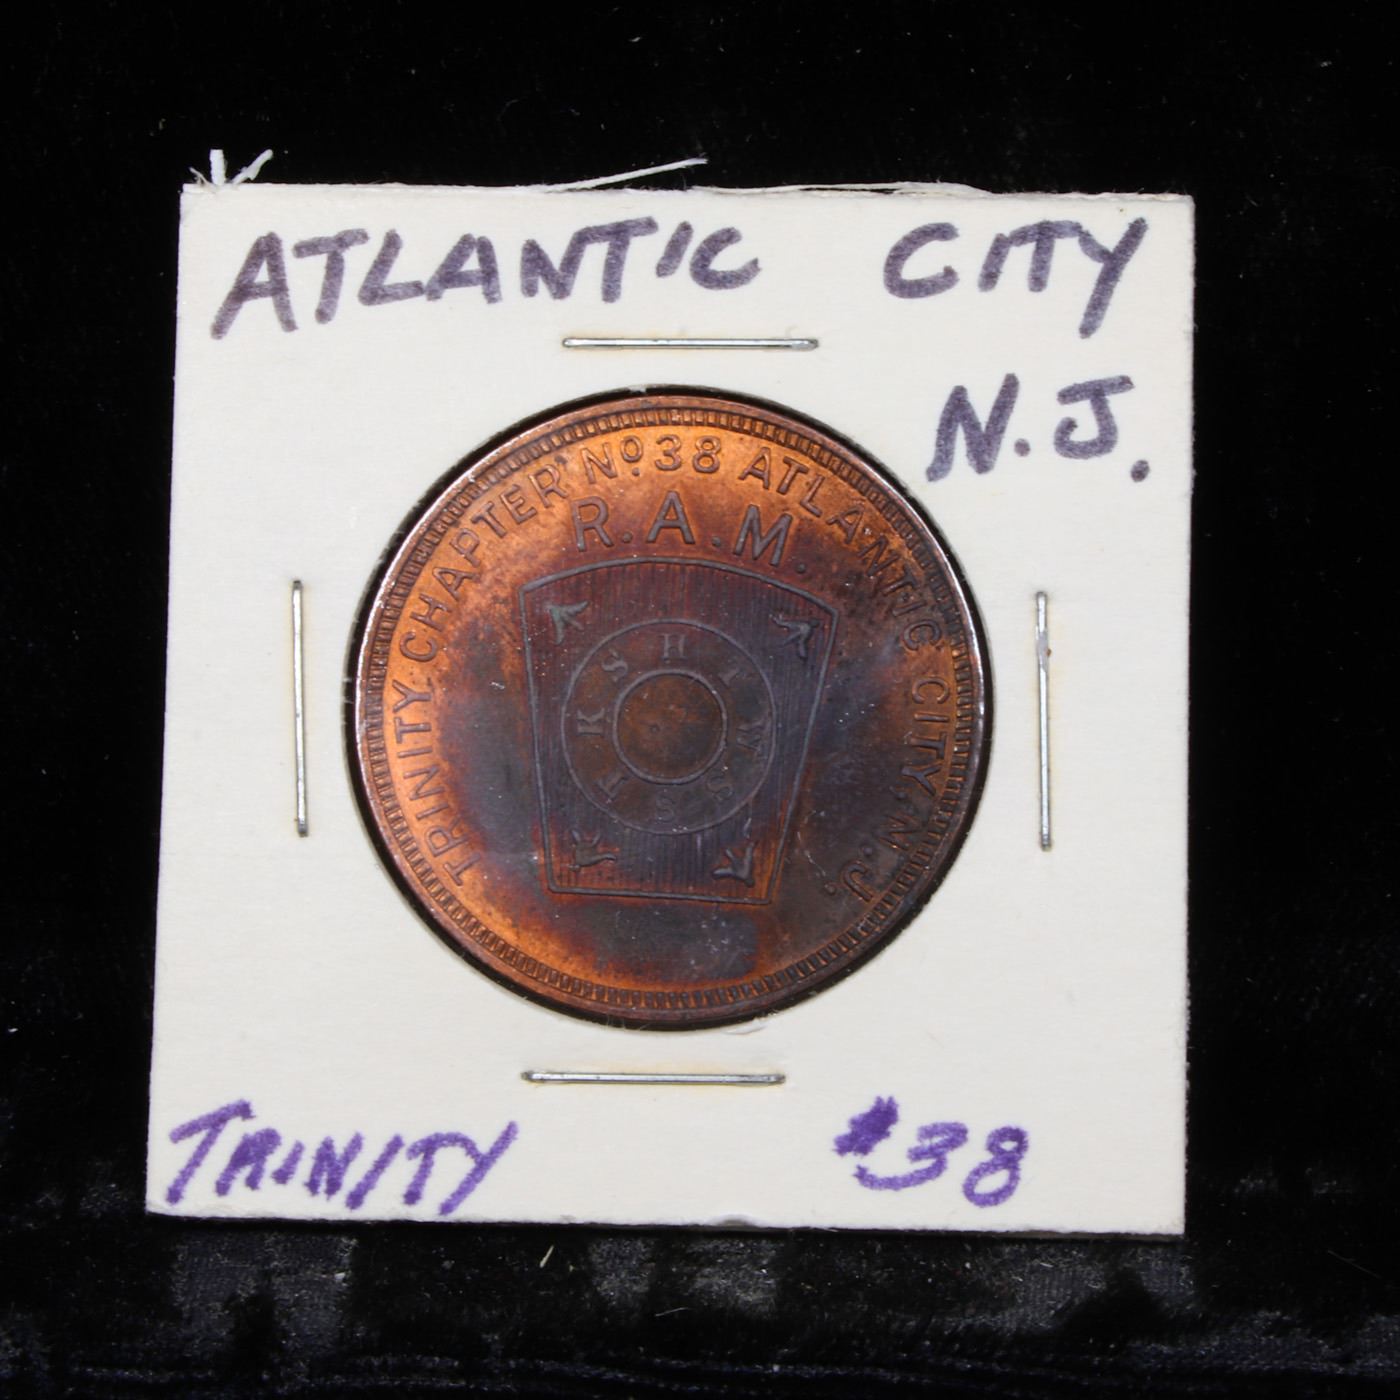 ATLANTIC CITY
N.J.
TRINITY CHAPTER No. 38 ATLANTIC CITY, N.J.
R.A.M.
H T W S S T K S
TRINITY #38